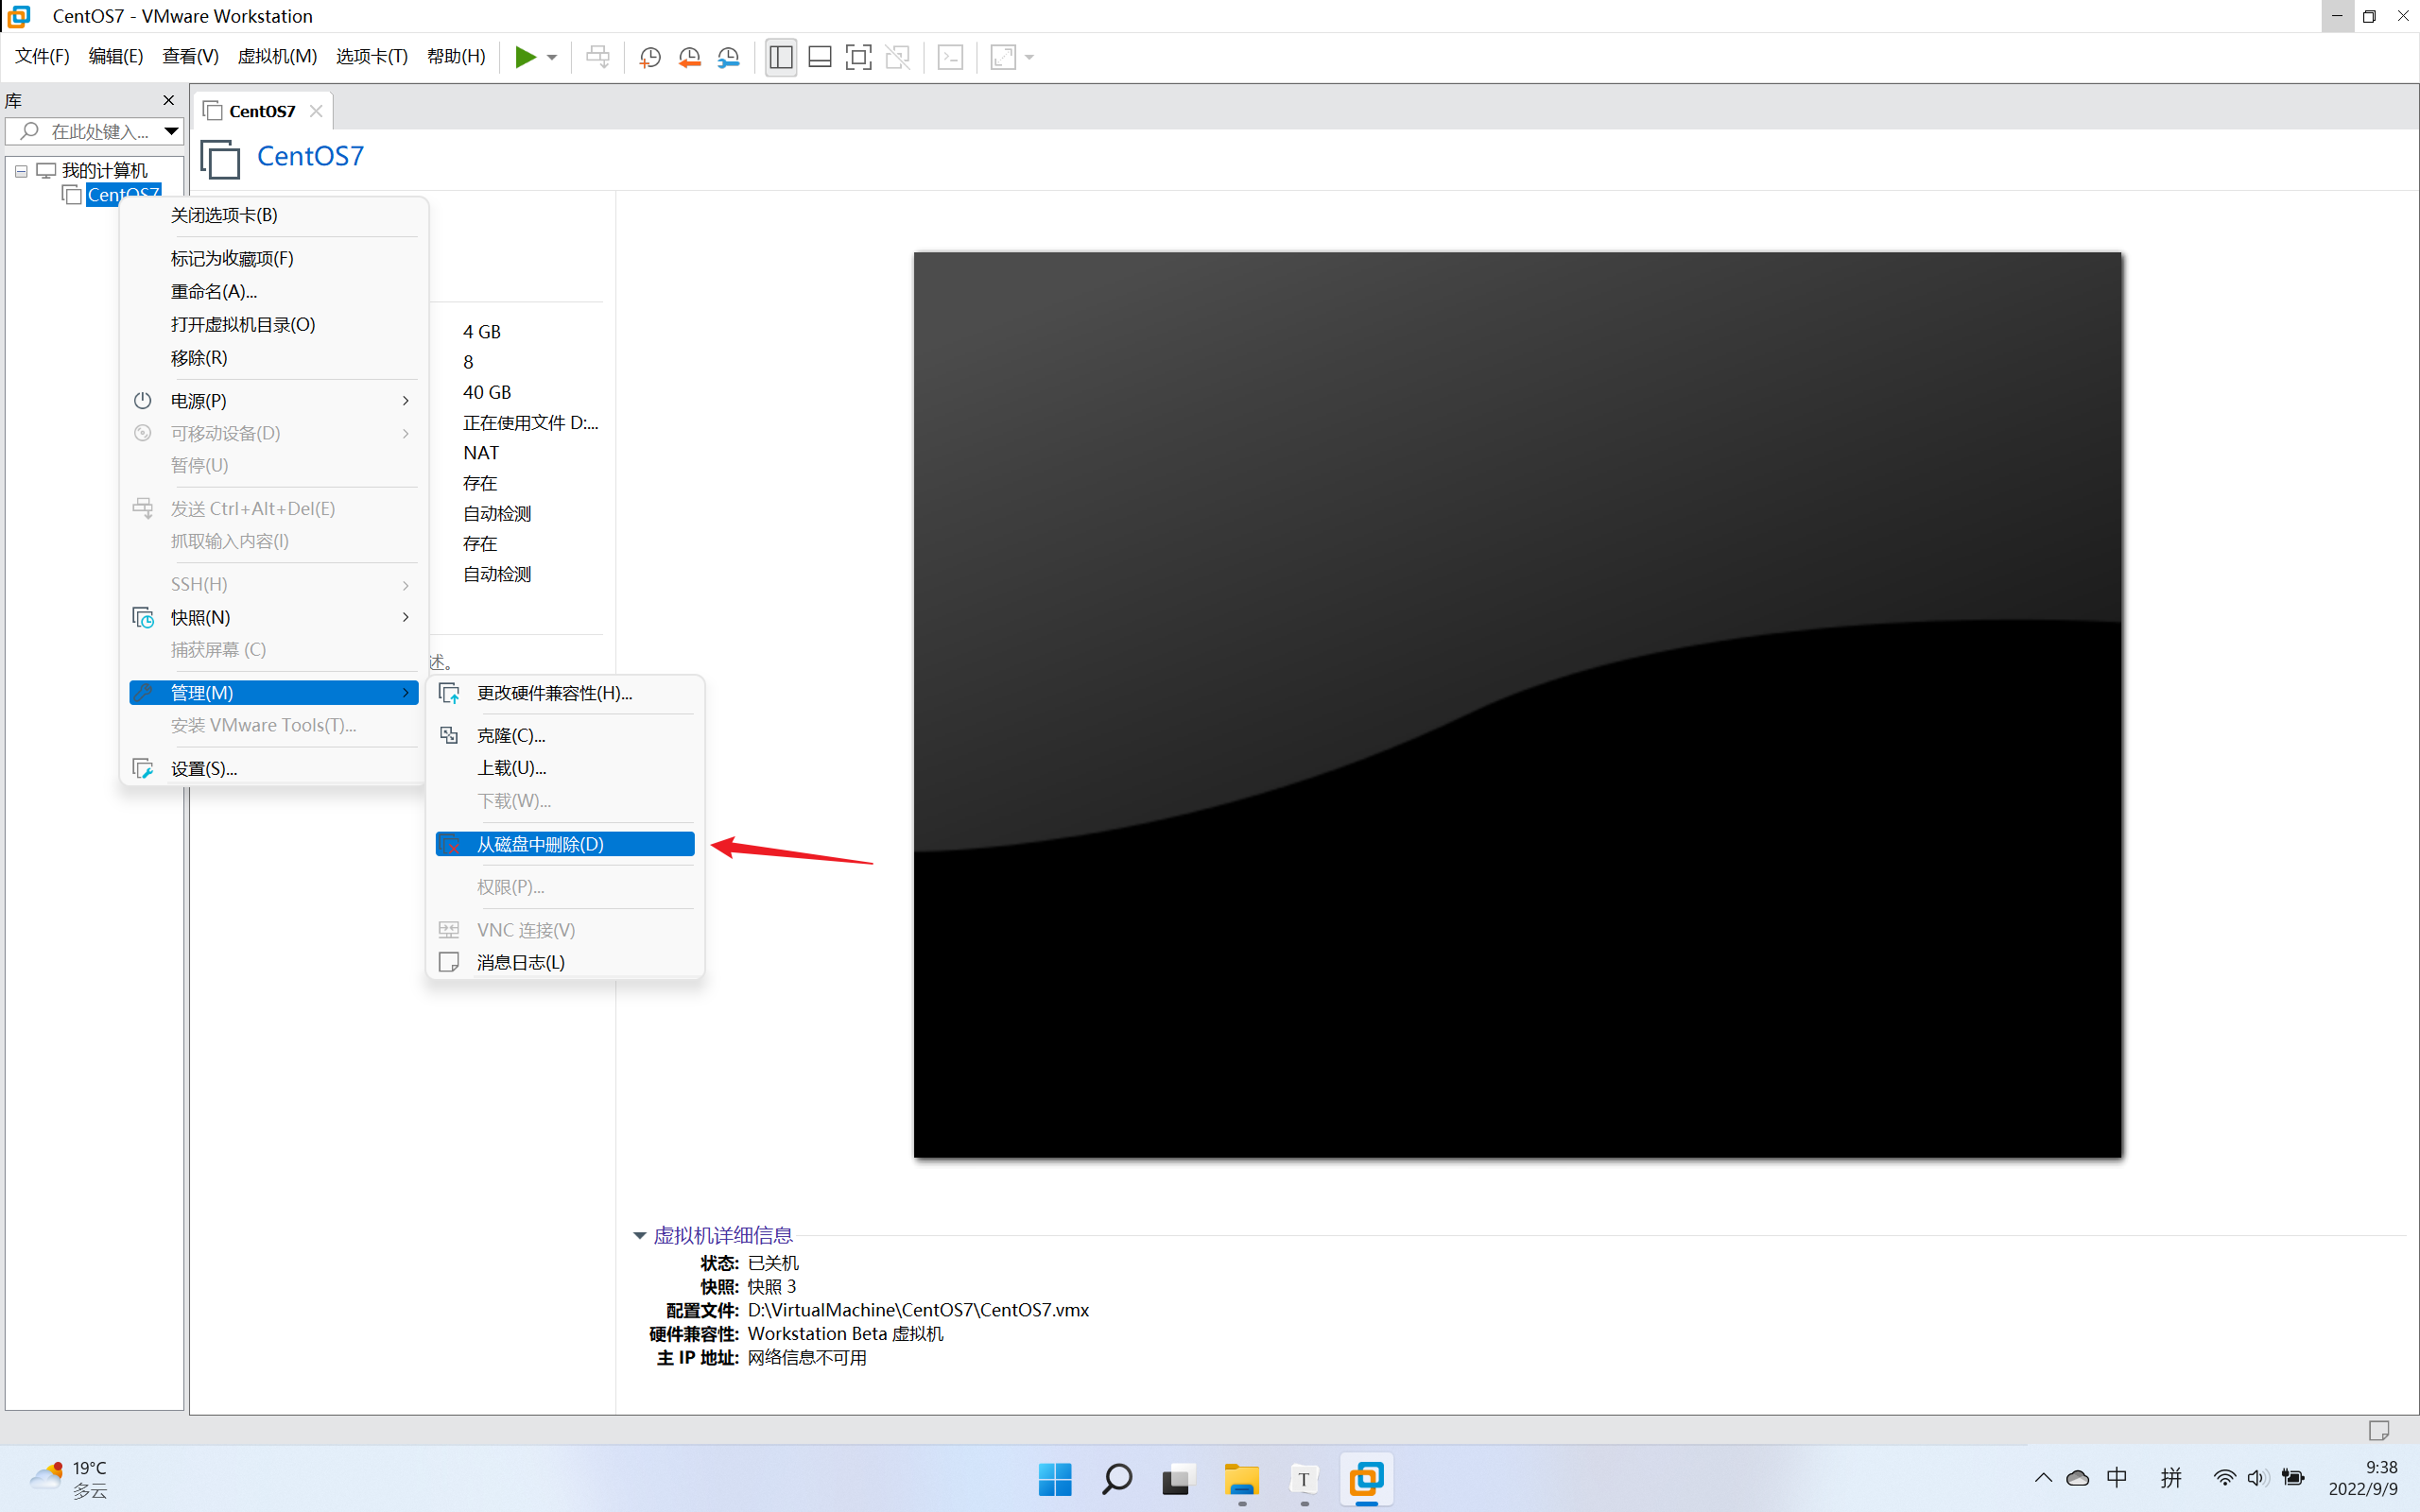 CentOS7 - VMware Workstation
文件(F) 编辑(E) 查看(V) 虚拟机(M) 选项卡(T) 帮助(H)
库
在此处键入...
CentOS7
CentOS7
我的计算机
CentOS7
关闭选项卡(B)
标记为收藏项(F)
重命名(A)...
打开虚拟机目录(O)
移除(R)
电源(P)
可移动设备(D)
暂停(U)
发送 Ctrl+Alt+Del(E)
抓取输入内容(I)
SSH(H)
快照(N)
捕获屏幕 (C)
管理(M)
安装 VMware Tools(T)...
设置(S)...
4 GB
8
40 GB
正在使用文件 D:...
NAT
存在
自动检测
存在
自动检测
述。
更改硬件兼容性(H)...
克隆(C)...
上载(U)...
下载(W)...
从磁盘中删除(D)
权限(P)...
VNC 连接(V)
消息日志(L)
虚拟机详细信息
状态: 已关机
快照: 快照 3
配置文件: D:\VirtualMachine\CentOS7\CentOS7.vmx
硬件兼容性: Workstation Beta 虚拟机
主 IP 地址: 网络信息不可用
19°C
多云
T
中 拼
9:38
2022/9/9